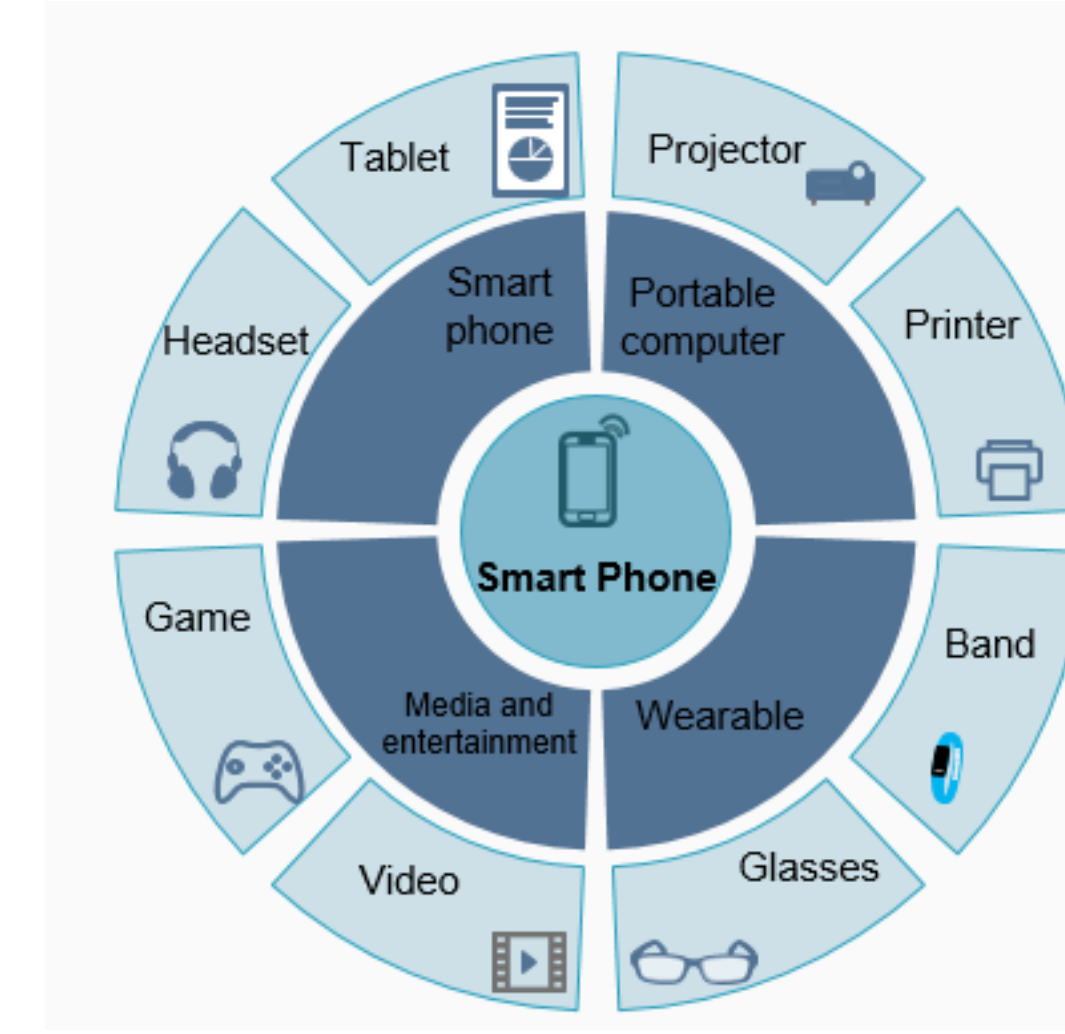 Tablet
Projector
Headset
Smart
phone
Portable
computer
Printer
Smart Phone
Game
Media and
entertainment
Wearable
Band
Video
Glasses